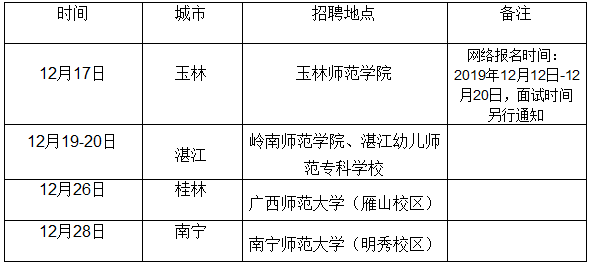 时间 城市 招聘地点 备注
12月17日 玉林 玉林师范学院 网络报名时间：
2019年12月12日-12
月20日，面试时间
另行通知
12月19-20日 湛江 岭南师范学院、湛江幼儿师
范专科学校
12月26日 桂林 广西师范大学（雁山校区）
12月28日 南宁 南宁师范大学（明秀校区）